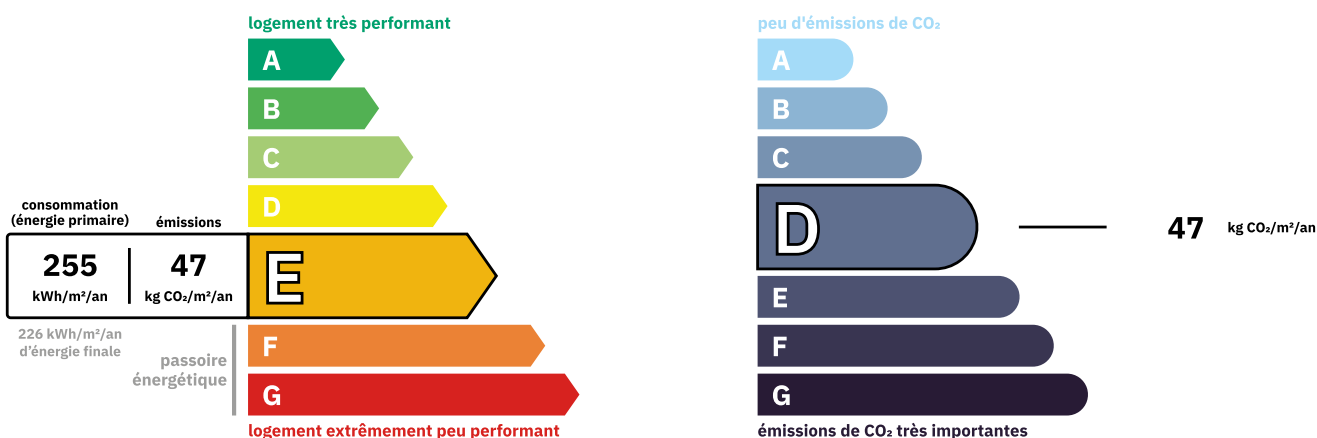 logement très performant
A
B
C
D
consommation
(énergie primaire)
émissions
255
kWh/m²/an
47
kg CO₂/m²/an
E
226 kWh/m²/an
d'énergie finale
passoire
énergétique
F
G
logement extrêmement peu performant
peu d'émissions de CO₂
A
B
C
D
47 kg CO₂/m²/an
E
F
G
émissions de CO₂ très importantes